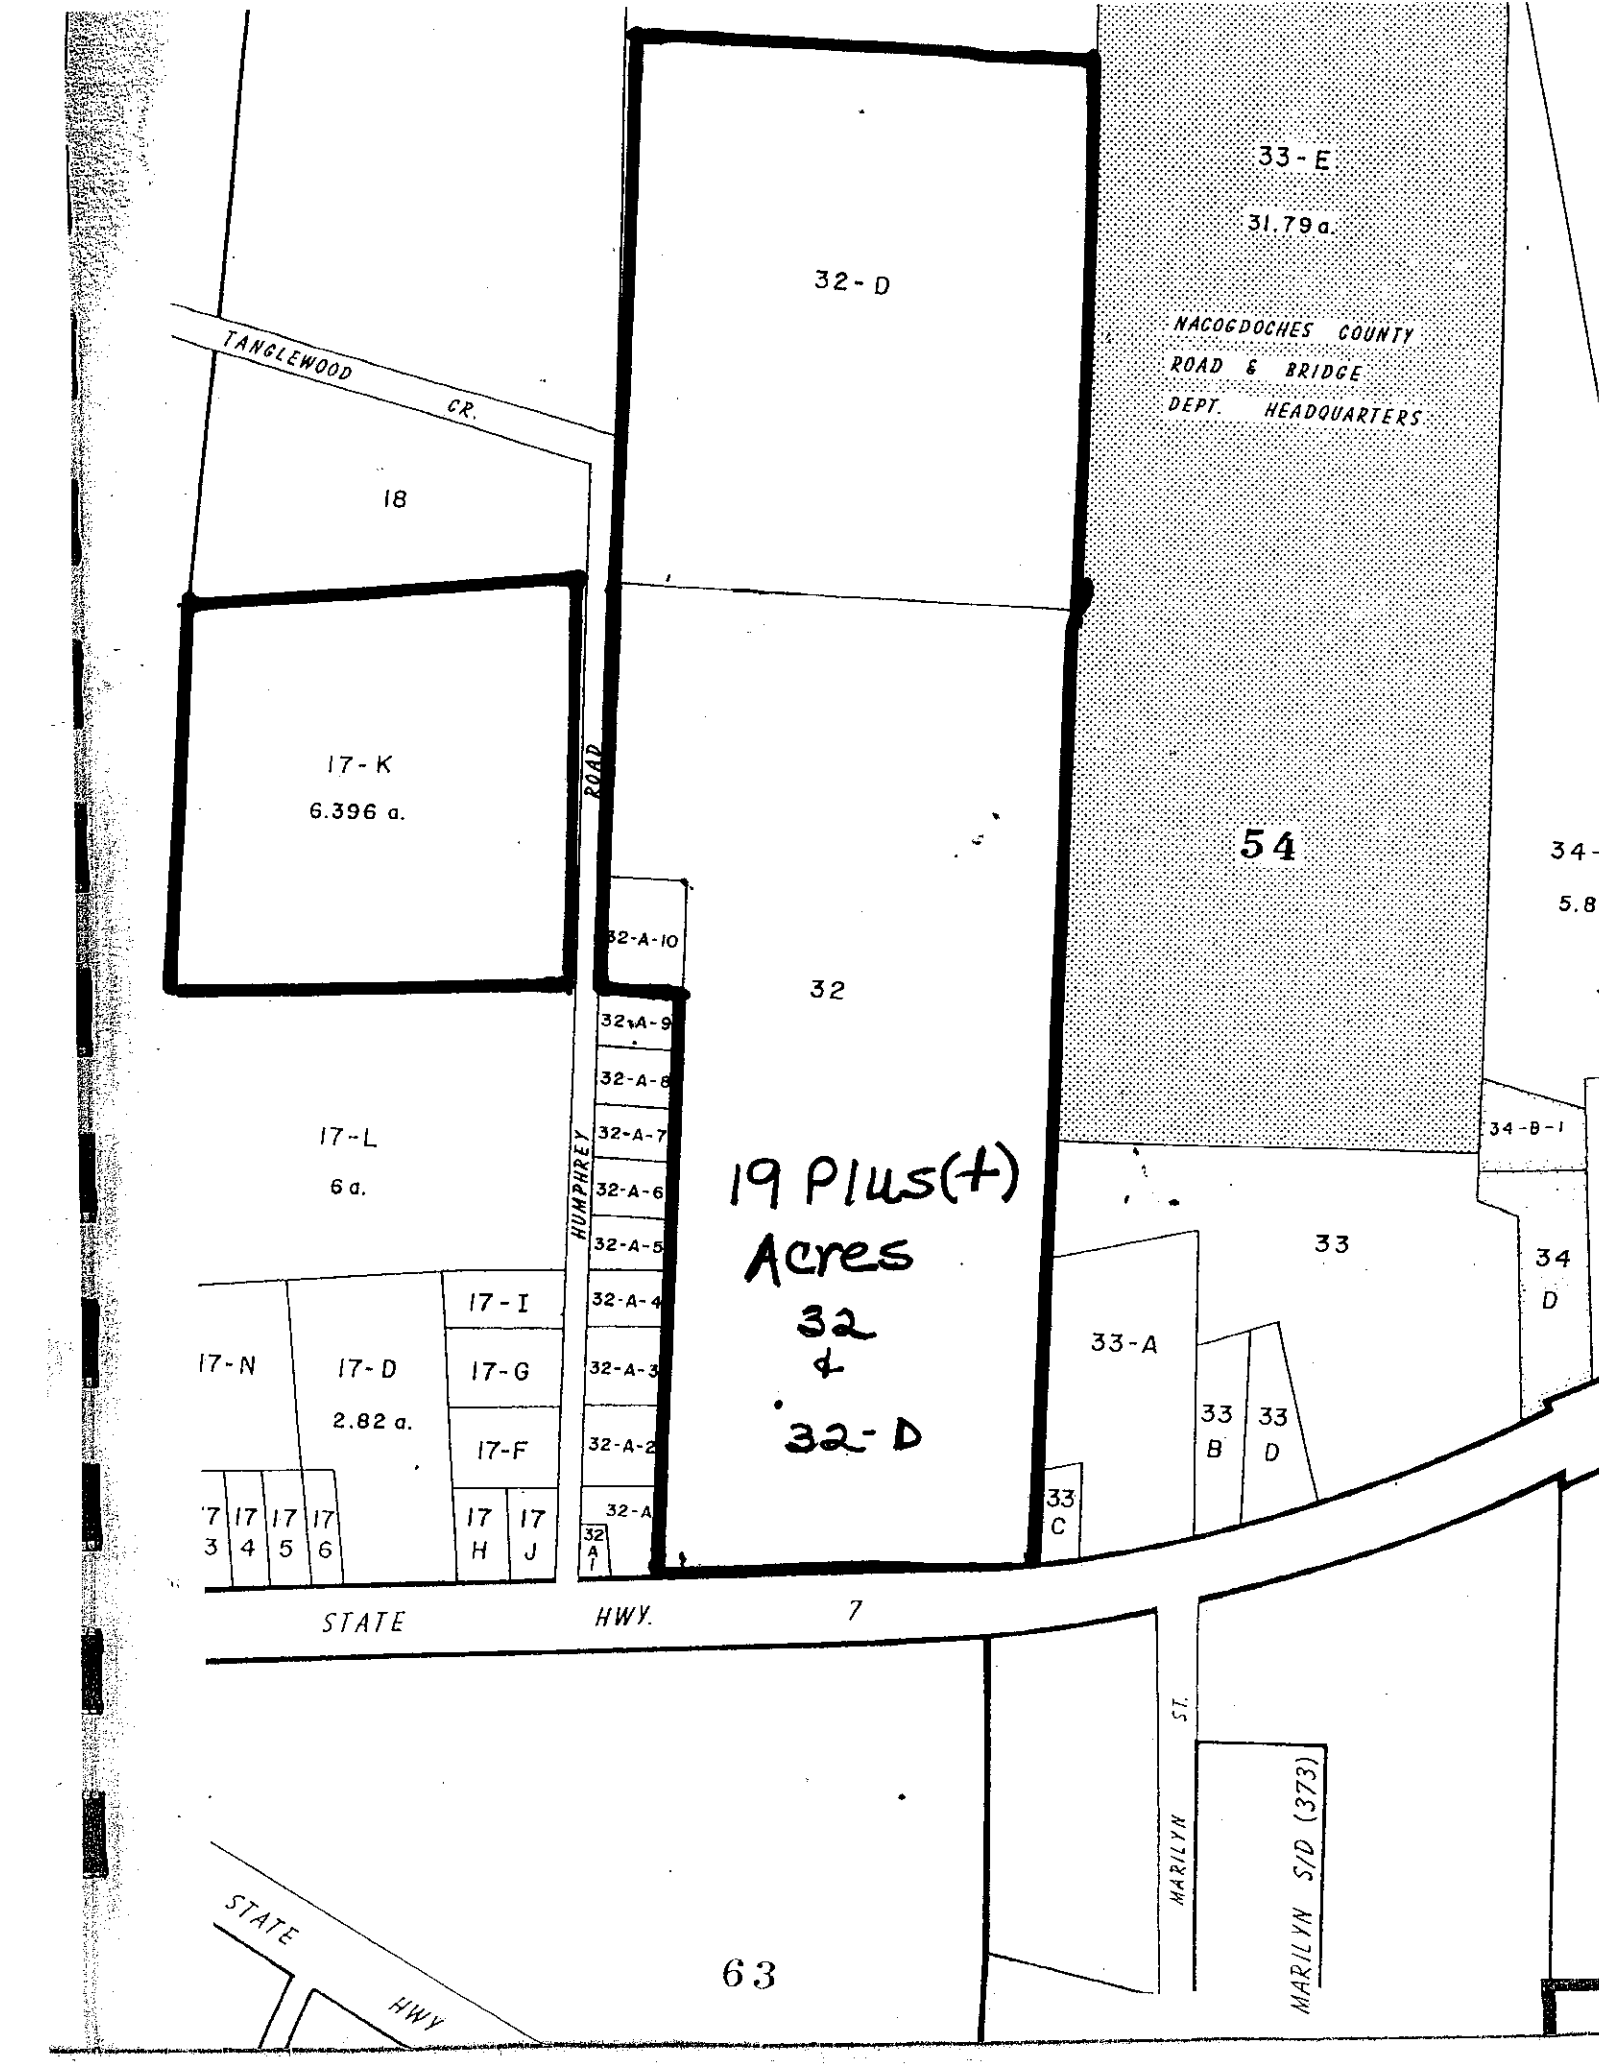 33-E
31.79 a.
32-D
NACOGDOCHES COUNTY
ROAD & BRIDGE
DEPT. HEADQUARTERS
TANGLEWOOD CR.
18
17-K
6.396 a.
ROAD
54
34-
5.8
32-A-10
32
32-A-9
32-A-8
32-A-7
32-A-6
32-A-5
32-A-4
32-A-3
32-A-2
32-A
32
A
1
HUMPHREY
17-L
6 a.
34-B-1
19 Plus(+)
Acres
32
&
32-D
33
34
D
33-A
33
B
33
D
33
C
17-I
17-N
17-D
2.82 a.
17-G
17-F
17
H
17
J
7
3
17
4
17
5
17
6
STATE HWY. 7
MARILYN ST.
MARILYN S/D (373)
STATE HWY
63